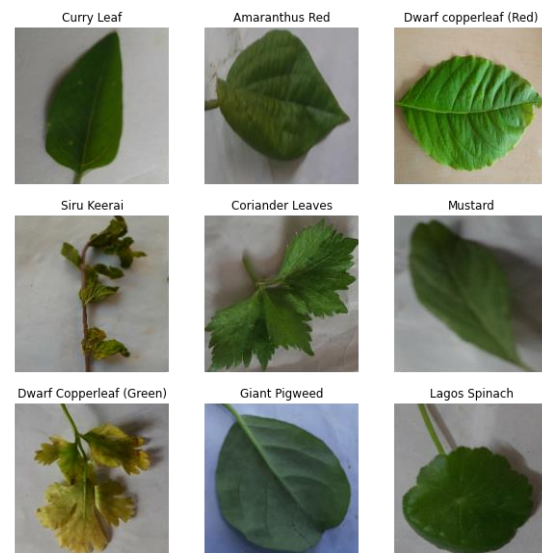 Curry Leaf
Amaranthus Red
Dwarf copperleaf (Red)
Siru Keerai
Coriander Leaves
Mustard
Dwarf Copperleaf (Green)
Giant Pigweed
Lagos Spinach